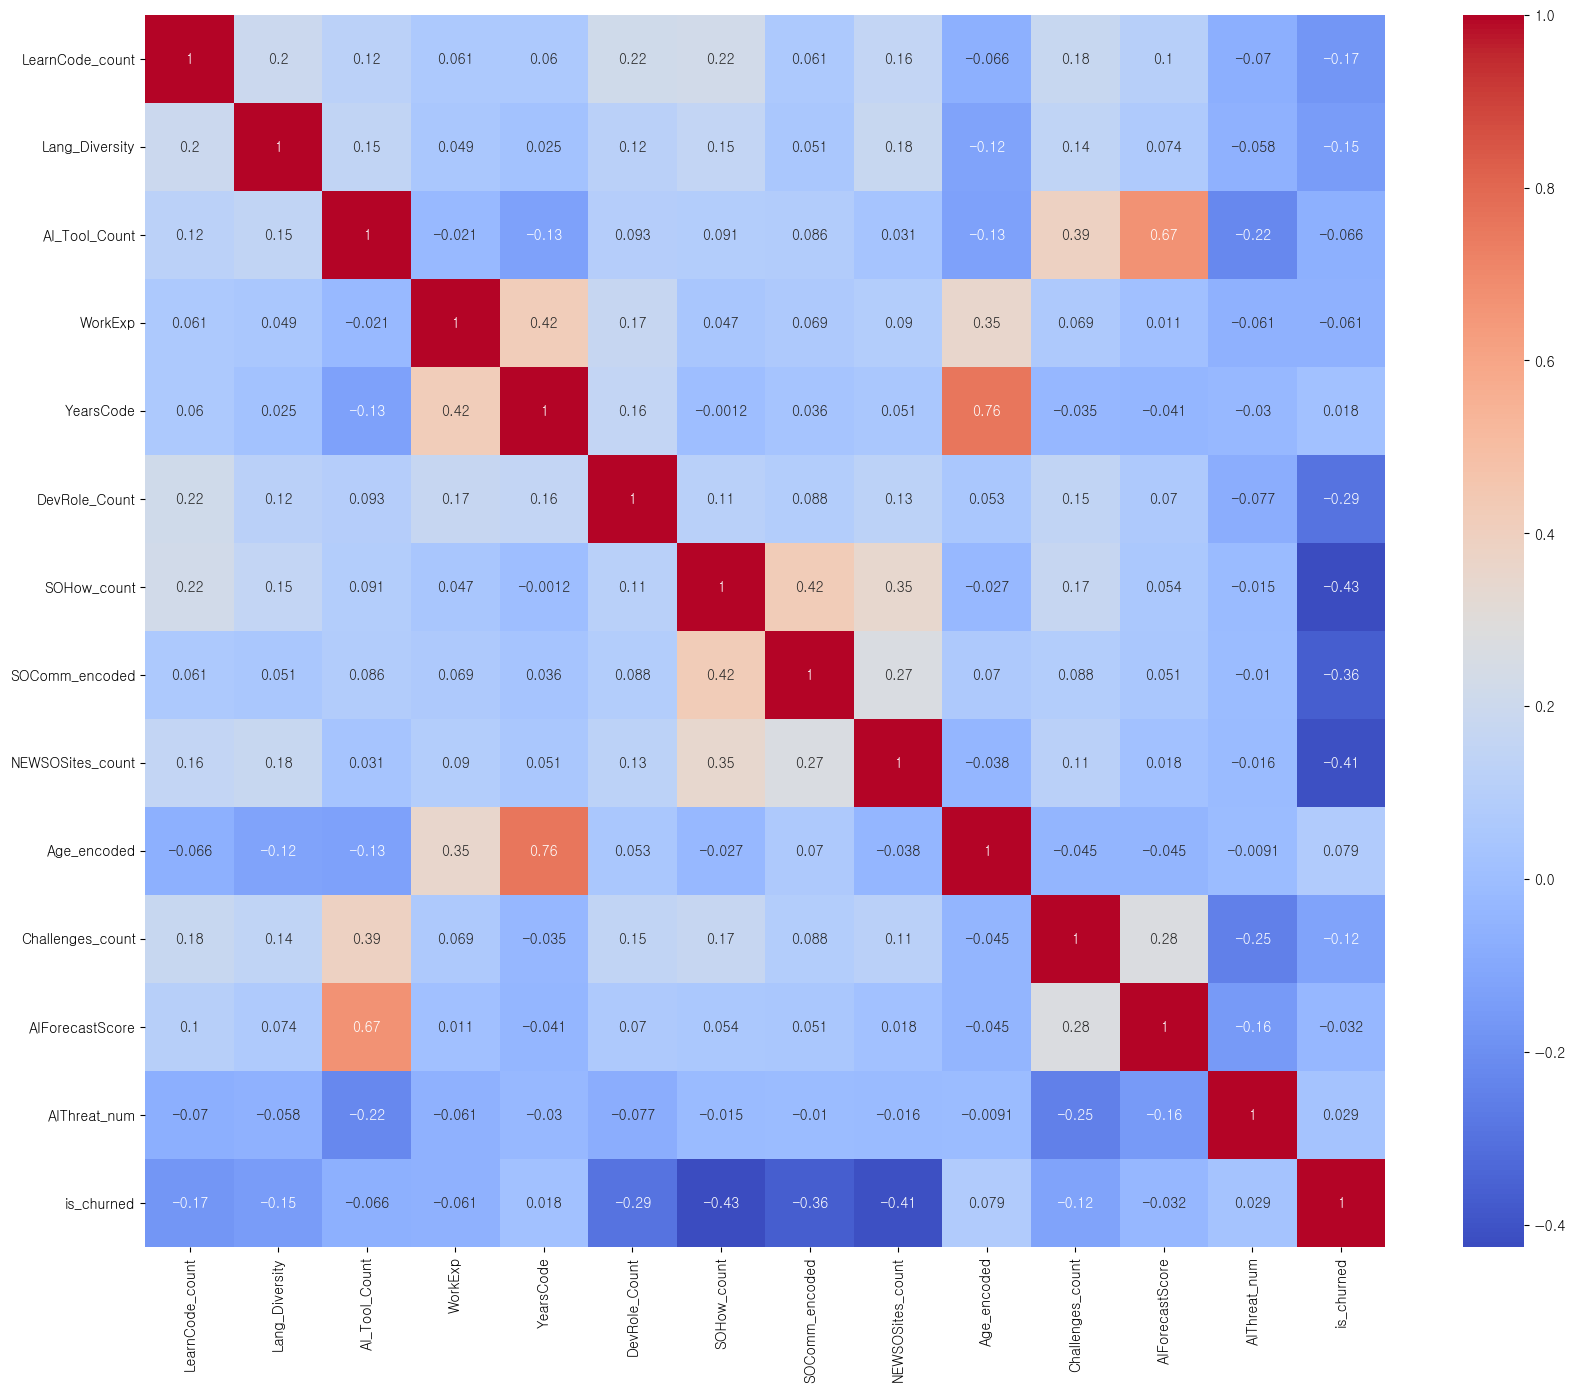 LearnCode_count 1 0.2 0.12 0.061 0.06 0.22 0.22 0.061 0.16 −0.066 0.18 0.1 −0.07 −0.17
Lang_Diversity 0.2 1 0.15 0.049 0.025 0.12 0.15 0.051 0.18 −0.12 0.14 0.074 −0.058 −0.15
AI_Tool_Count 0.12 0.15 1 −0.021 −0.13 0.093 0.091 0.086 0.031 −0.13 0.39 0.67 −0.22 −0.066
WorkExp 0.061 0.049 −0.021 1 0.42 0.17 0.047 0.069 0.09 0.35 0.069 0.011 −0.061 −0.061
YearsCode 0.06 0.025 −0.13 0.42 1 0.16 −0.0012 0.036 0.051 0.76 −0.035 −0.041 −0.03 0.018
DevRole_Count 0.22 0.12 0.093 0.17 0.16 1 0.11 0.088 0.13 0.053 0.15 0.07 −0.077 −0.29
SOHow_count 0.22 0.15 0.091 0.047 −0.0012 0.11 1 0.42 0.35 −0.027 0.17 0.054 −0.015 −0.43
SOComm_encoded 0.061 0.051 0.086 0.069 0.036 0.088 0.42 1 0.27 0.07 0.088 0.051 −0.01 −0.36
NEWSOSites_count 0.16 0.18 0.031 0.09 0.051 0.13 0.35 0.27 1 −0.038 0.11 0.018 −0.016 −0.41
Age_encoded −0.066 −0.12 −0.13 0.35 0.76 0.053 −0.027 0.07 −0.038 1 −0.045 −0.045 −0.0091 0.079
Challenges_count 0.18 0.14 0.39 0.069 −0.035 0.15 0.17 0.088 0.11 −0.045 1 0.28 −0.25 −0.12
AIForecastScore 0.1 0.074 0.67 0.011 −0.041 0.07 0.054 0.051 0.018 −0.045 0.28 1 −0.16 −0.032
AIThreat_num −0.07 −0.058 −0.22 −0.061 −0.03 −0.077 −0.015 −0.01 −0.016 −0.0091 −0.25 −0.16 1 0.029
is_churned −0.17 −0.15 −0.066 −0.061 0.018 −0.29 −0.43 −0.36 −0.41 0.079 −0.12 −0.032 0.029 1
LearnCode_count
Lang_Diversity
AI_Tool_Count
WorkExp
YearsCode
DevRole_Count
SOHow_count
SOComm_encoded
NEWSOSites_count
Age_encoded
Challenges_count
AIForecastScore
AIThreat_num
is_churned
1.0
0.8
0.6
0.4
0.2
0.0
−0.2
−0.4